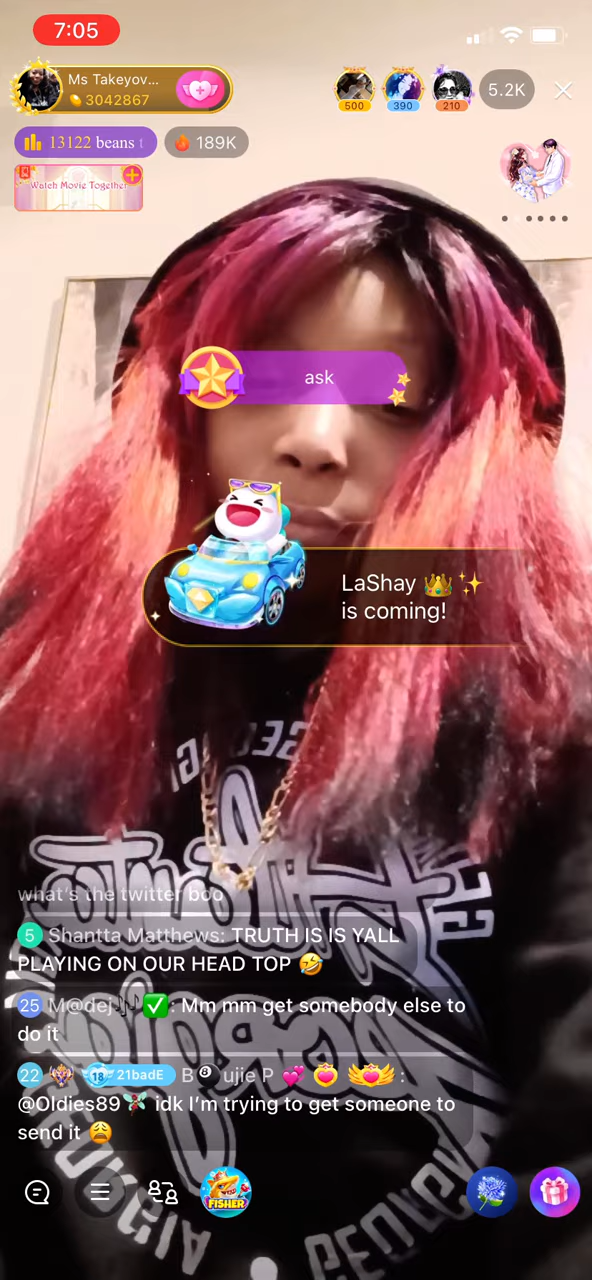 7:05
Ms Takeyov...
3042867
500
390
210
5.2K
13122 beans t
189K
Watch Movie Together
ask
LaShay 👑 ✨
is coming!
what's the twitter boo
5 Shantta Matthews: TRUTH IS IS YALL
PLAYING ON OUR HEAD TOP 🤣
25 M@dej🎶✅: Mm mm get somebody else to
do it
22 18 21badE B🎱ujie P 💞 :
@Oldies89 idk I'm trying to get someone to
send it 😩
FISHER